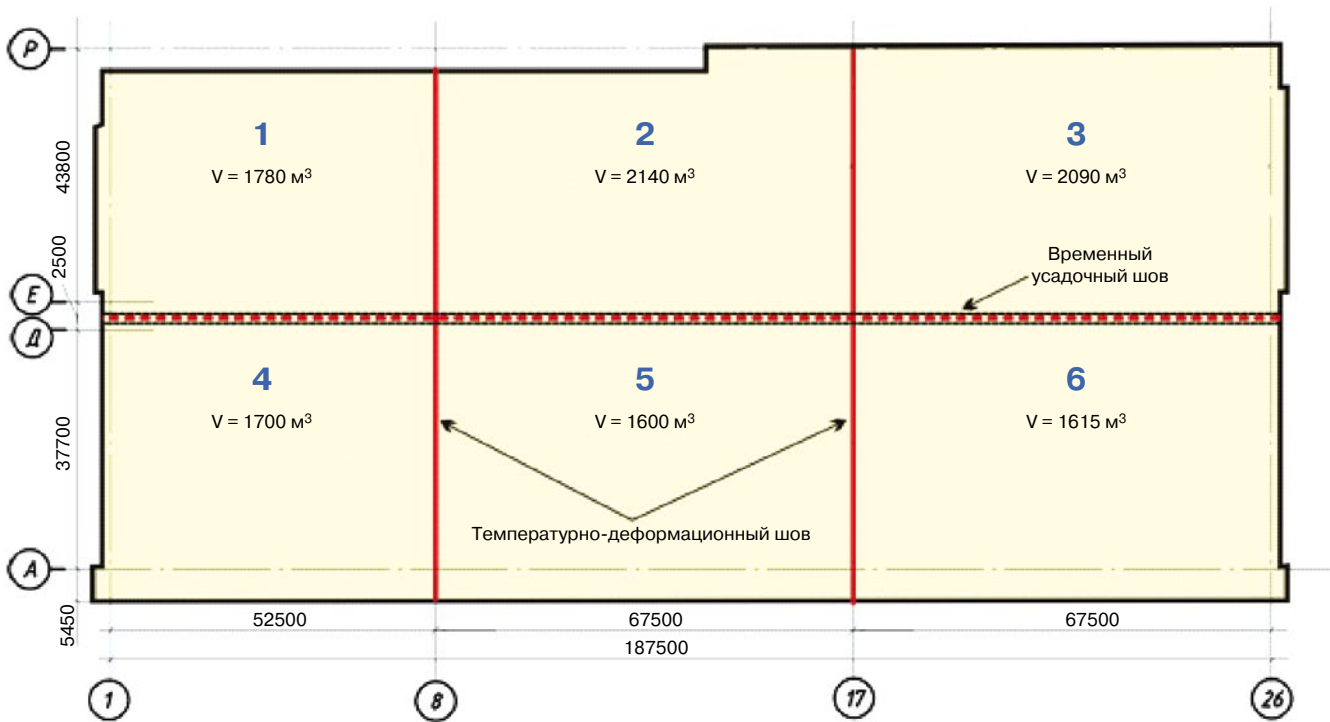 Р
1
2
3
V = 1780 м³
V = 2140 м³
V = 2090 м³
43800
Временный
усадочный шов
2500
Е
Д
4
5
6
V = 1700 м³
V = 1600 м³
V = 1615 м³
37700
Температурно-деформационный шов
А
5450
52500
67500
67500
187500
1
8
17
26